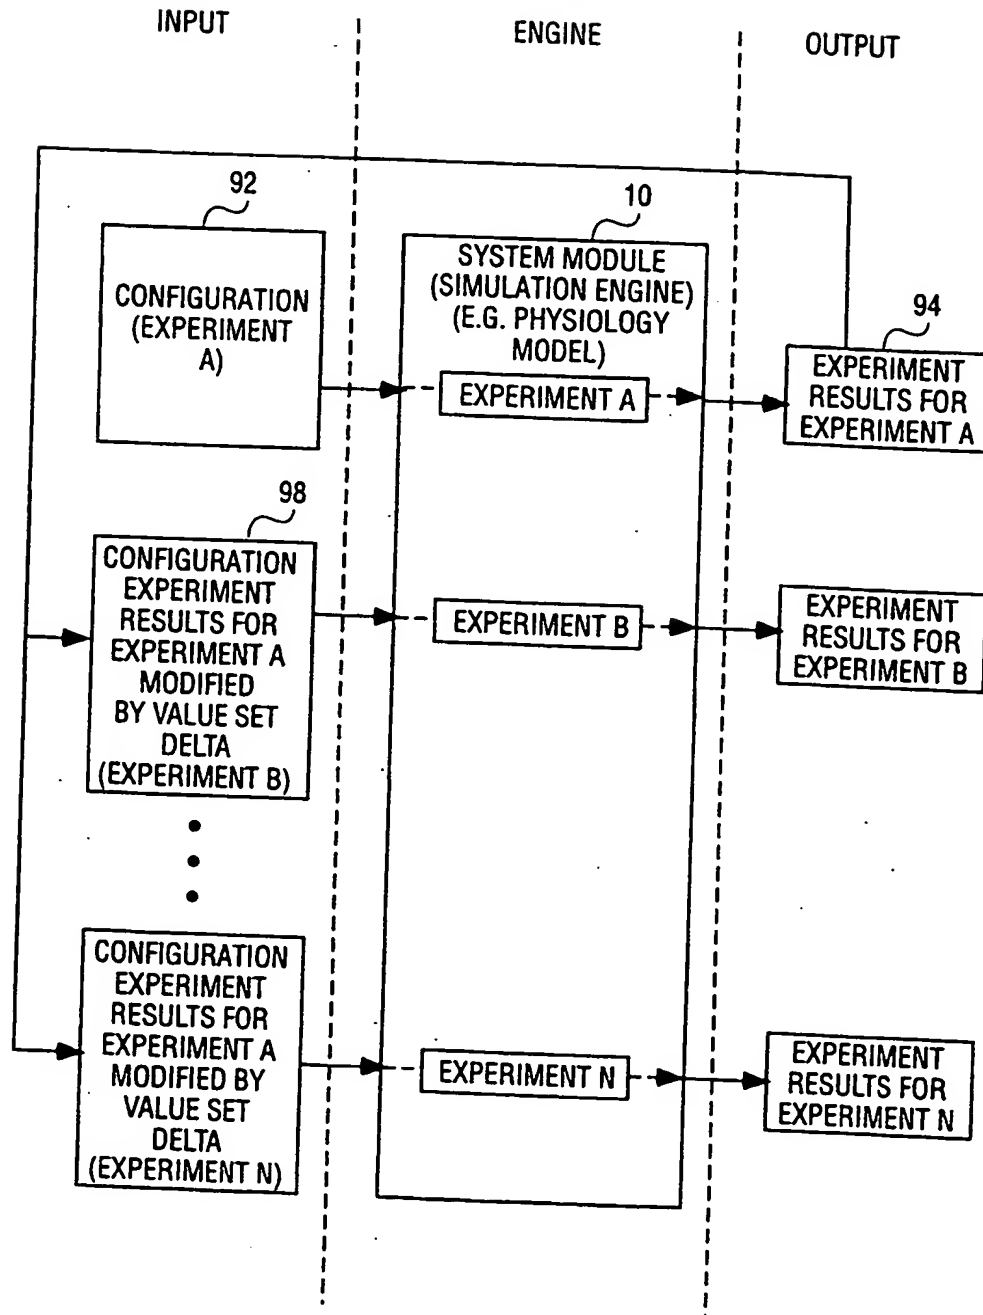 INPUT
ENGINE
OUTPUT
92
CONFIGURATION
(EXPERIMENT
A)
10
SYSTEM MODULE
(SIMULATION ENGINE)
(E.G. PHYSIOLOGY
MODEL)
EXPERIMENT A
94
EXPERIMENT
RESULTS FOR
EXPERIMENT A
98
CONFIGURATION
EXPERIMENT
RESULTS FOR
EXPERIMENT A
MODIFIED
BY VALUE SET
DELTA
(EXPERIMENT B)
EXPERIMENT B
EXPERIMENT
RESULTS FOR
EXPERIMENT B
CONFIGURATION
EXPERIMENT
RESULTS FOR
EXPERIMENT A
MODIFIED BY
VALUE SET
DELTA
(EXPERIMENT N)
EXPERIMENT N
EXPERIMENT
RESULTS FOR
EXPERIMENT N